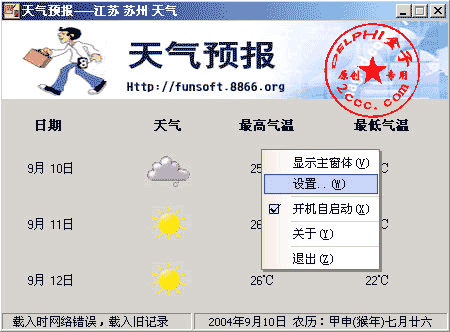 天气预报---江苏 苏州 天气
天气预报
Http://funsoft.8866.org
DELPHI盒子
原创 专用
2ccc.com
日期 天气 最高气温 最低气温
9月 10日 25
显示主窗体(V)
设置..(W)
开机自启动(X)
9月 11日 26
关于(Y)
退出(Z)
9月 12日 26℃ 22℃
载入时网络错误，载入旧记录 2004年9月10日 农历：甲申(猴年)七月廿六